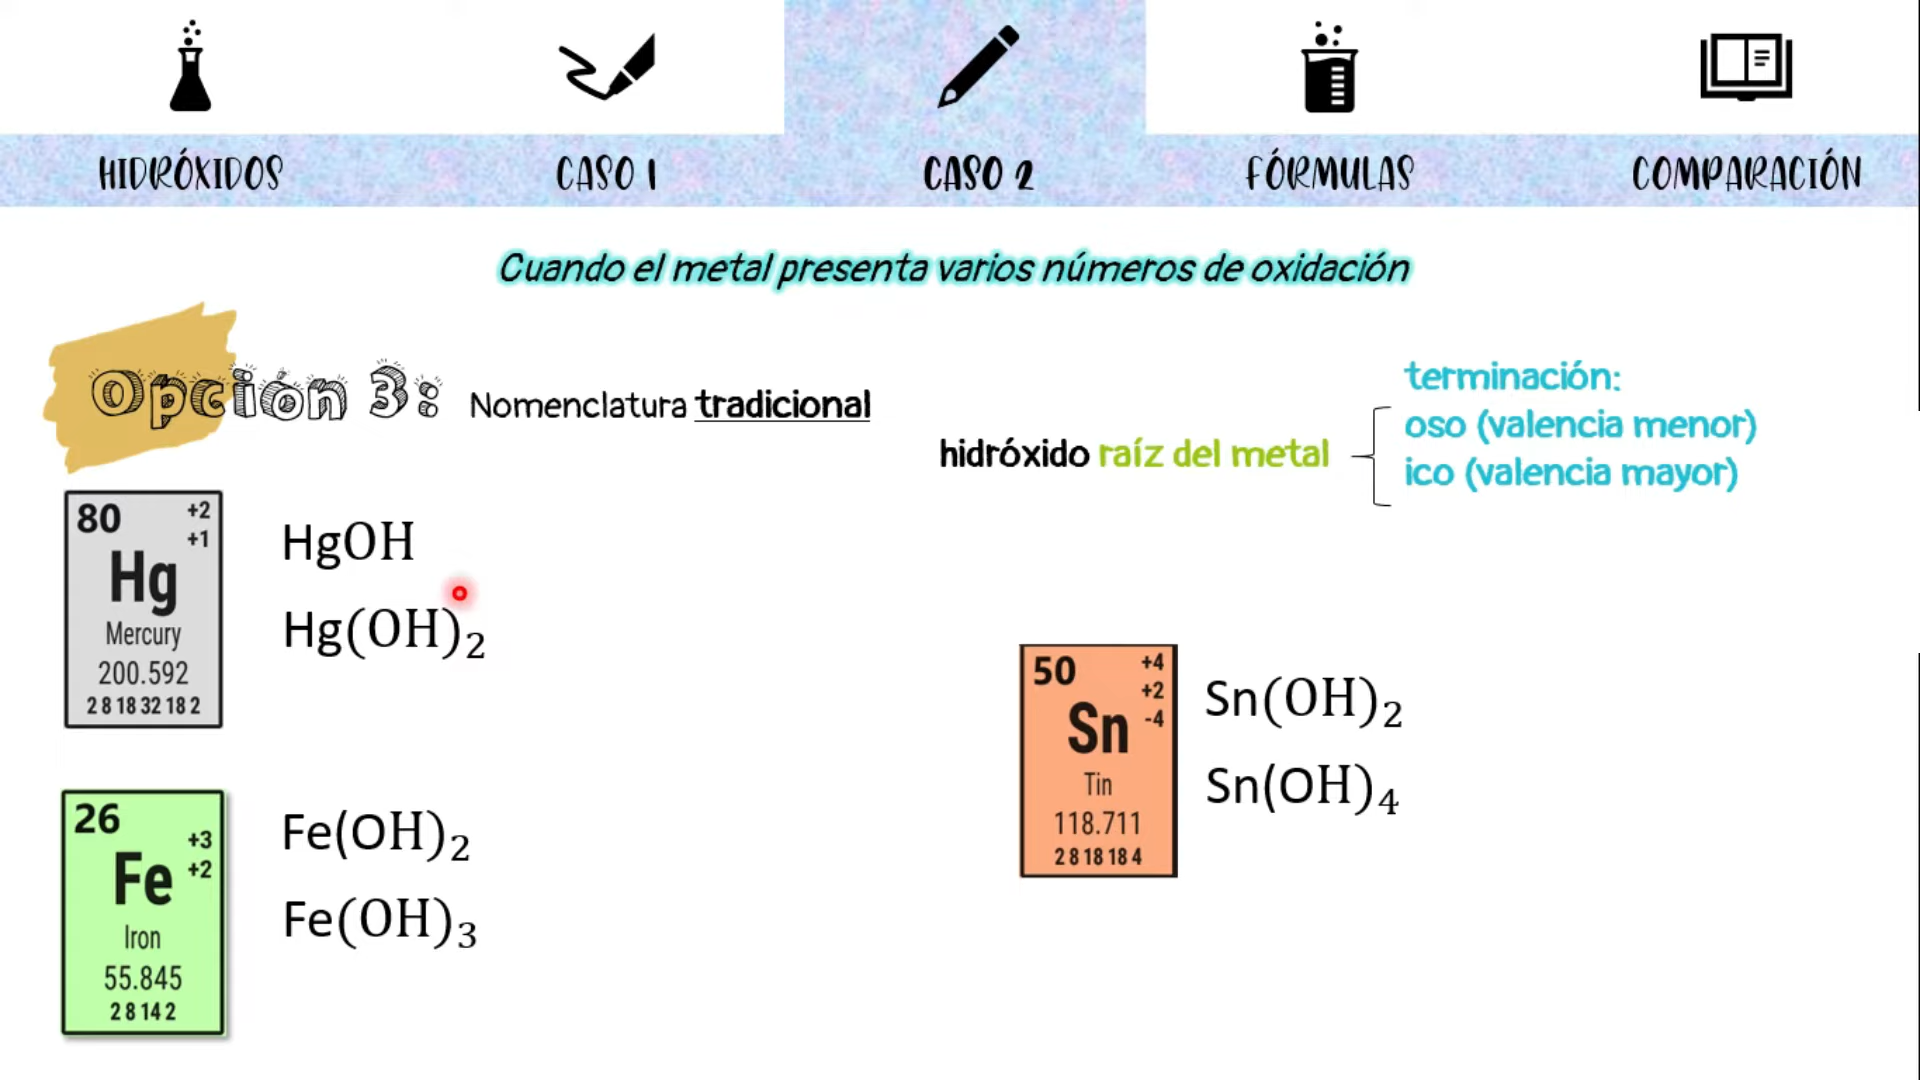 HIDRÓXIDOS
CASO 1
CASO 2
FÓRMULAS
COMPARACIÓN
Cuando el metal presenta varios números de oxidación
Opción 3: Nomenclatura tradicional
hidróxido raíz del metal
terminación:
oso (valencia menor)
ico (valencia mayor)
80 +2
+1
Hg
Mercury
200.592
2 8 18 32 18 2
HgOH
Hg(OH)₂
26 +3
+2
Fe
Iron
55.845
2 8 14 2
Fe(OH)₂
Fe(OH)₃
50 +4
+2
-4
Sn
Tin
118.711
2 8 18 18 4
Sn(OH)₂
Sn(OH)₄